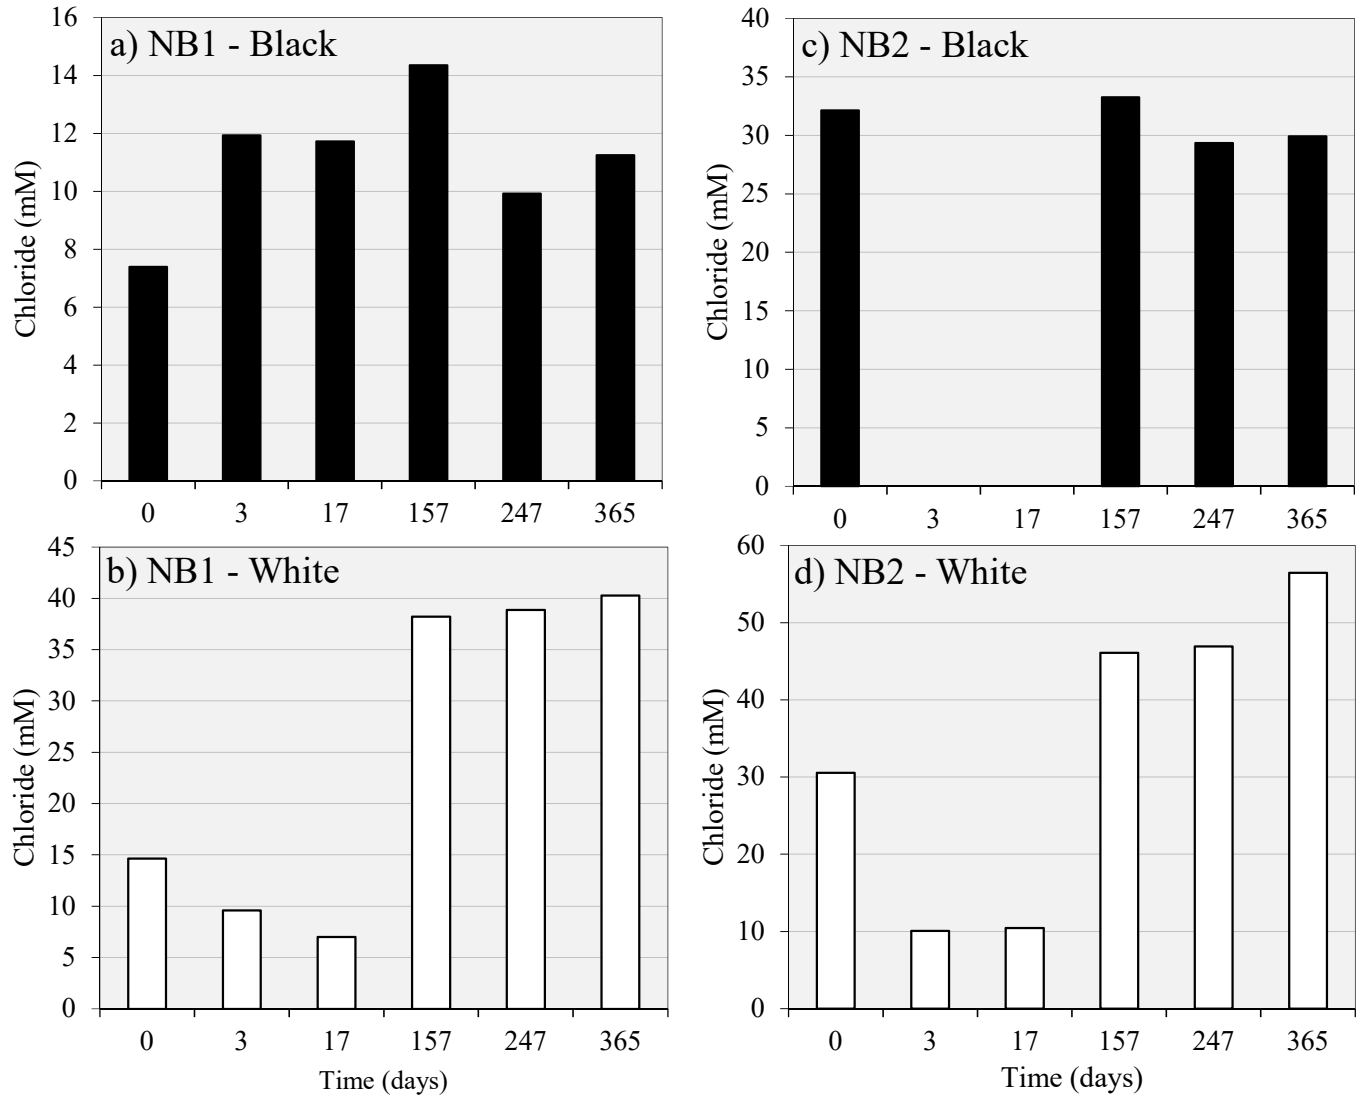 a) NB1 - Black
Chloride (mM)
16
14
12
10
8
6
4
2
0
0 3 17 157 247 365
c) NB2 - Black
Chloride (mM)
40
35
30
25
20
15
10
5
0
0 3 17 157 247 365
b) NB1 - White
Chloride (mM)
45
40
35
30
25
20
15
10
5
0
0 3 17 157 247 365
Time (days)
d) NB2 - White
Chloride (mM)
60
50
40
30
20
10
0
0 3 17 157 247 365
Time (days)